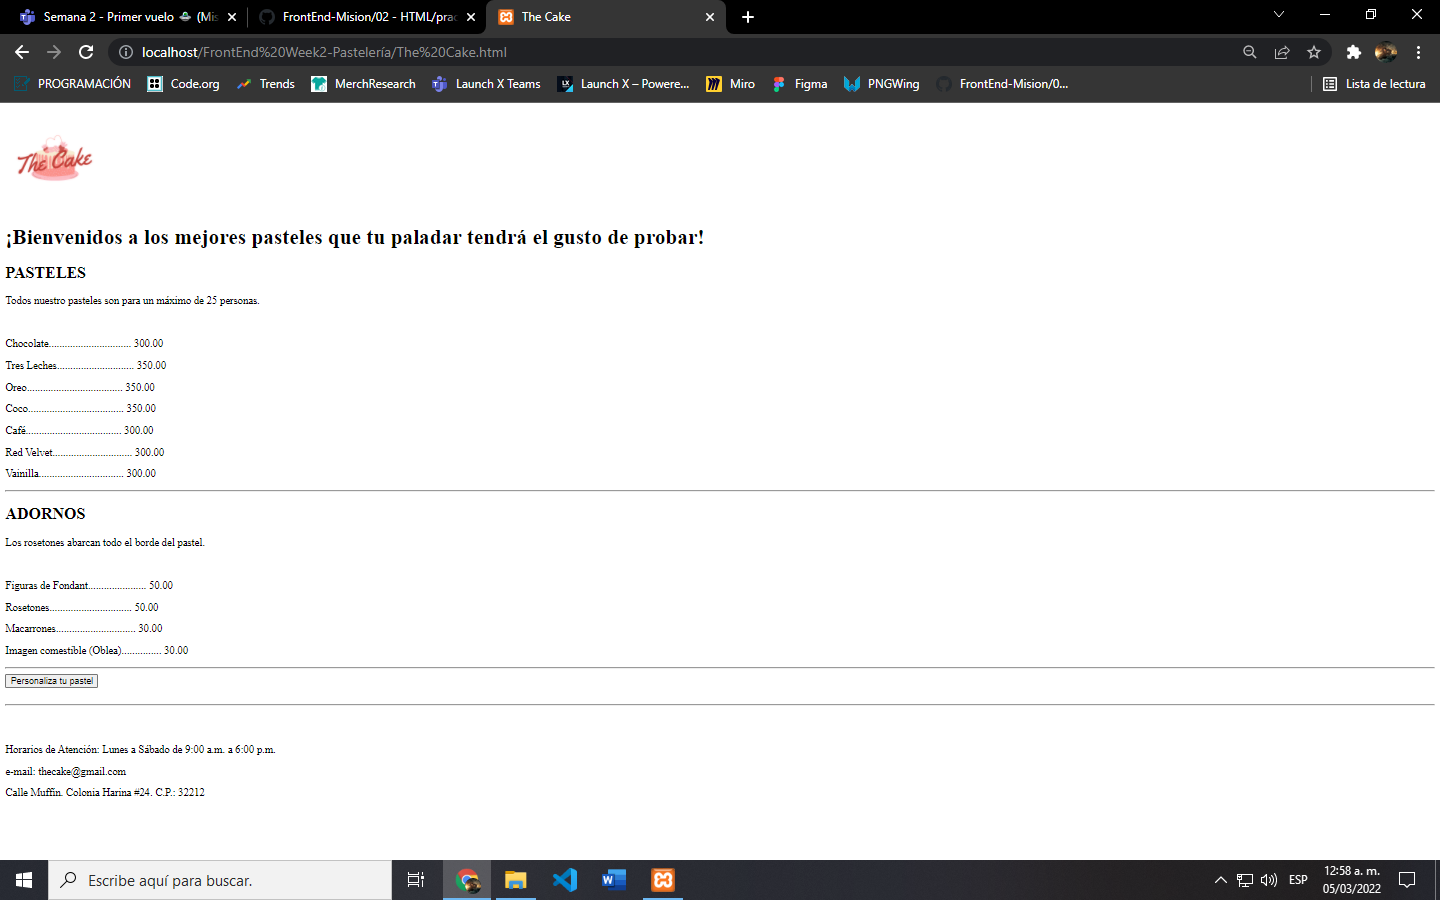 Semana 2 - Primer vuelo (Mis
FrontEnd-Mision/02 - HTML/prac
The Cake
localhost/FrontEnd%20Week2-Pastelería/The%20Cake.html
PROGRAMACIÓN
Code.org
Trends
MerchResearch
Launch X Teams
Launch X – Powere...
Miro
Figma
PNGWing
FrontEnd-Mision/0...
Lista de lectura
The Cake
¡Bienvenidos a los mejores pasteles que tu paladar tendrá el gusto de probar!
PASTELES
Todos nuestro pasteles son para un máximo de 25 personas.
Chocolate............................... 300.00
Tres Leches............................. 350.00
Oreo.................................... 350.00
Coco.................................... 350.00
Café.................................... 300.00
Red Velvet.............................. 300.00
Vainilla................................ 300.00
ADORNOS
Los rosetones abarcan todo el borde del pastel.
Figuras de Fondant...................... 50.00
Rosetones............................... 50.00
Macarrones.............................. 30.00
Imagen comestible (Oblea)............... 30.00
Personaliza tu pastel
Horarios de Atención: Lunes a Sábado de 9:00 a.m. a 6:00 p.m.
e-mail: thecake@gmail.com
Calle Muffin. Colonia Harina #24. C.P.: 32212
Escribe aquí para buscar.
ESP
12:58 a. m.
05/03/2022